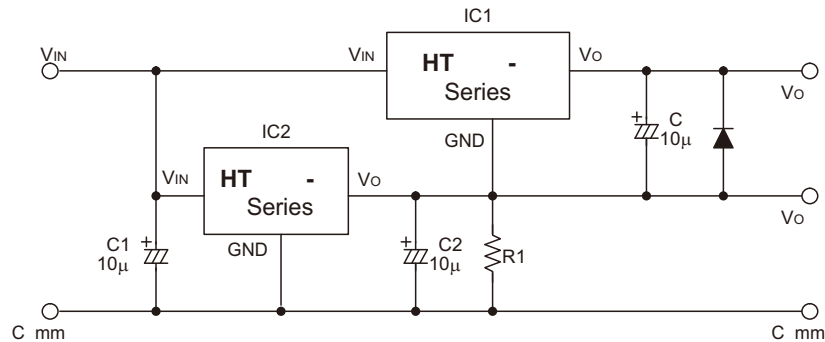 IC1
VIN
VIN
HT -
Series
VO
VO
GND
+
C
10µ
IC2
VIN
HT -
Series
VO
VO
GND
+
C1
10µ
+
C2
10µ
R1
C mm
C mm